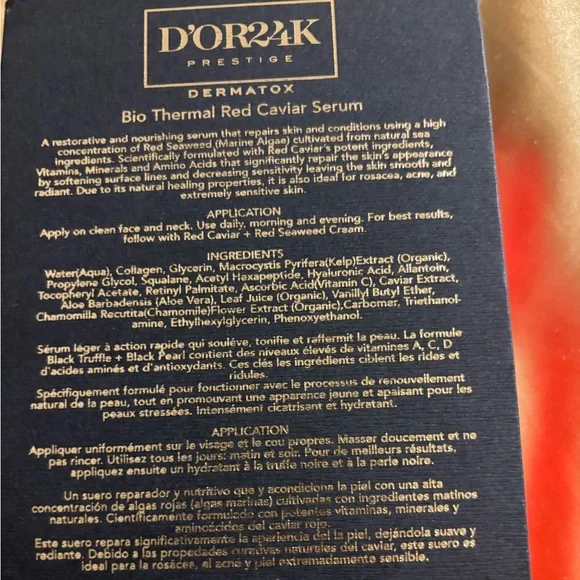 D'OR24K
PRESTIGE
DERMATOX
Bio Thermal Red Caviar Serum
A restorative and nourishing serum that repairs skin and conditions using a high
concentration of Red Seaweed (Marine Algae) cultivated from natural sea
ingredients. Scientifically formulated with Red Caviar's potent ingredients,
Vitamins, Minerals and Amino Acids that significantly repair the skin's appearance
by softening surface lines and decreasing sensitivity leaving the skin smooth and
radiant. Due to its natural healing properties, it is also ideal for rosacea, acne, and
extremely sensitive skin.
APPLICATION
Apply on clean face and neck. Use daily, morning and evening. For best results,
follow with Red Caviar + Red Seaweed Cream.
INGREDIENTS
Water(Aqua), Collagen, Glycerin, Macrocystis Pyrifera(Kelp)Extract (Organic),
Propylene Glycol, Squalane, Acetyl Hexapeptide, Hyaluronic Acid, Allantoin,
Tocopheryl Acetate, Retinyl Palmitate, Ascorbic Acid(Vitamin C), Caviar Extract,
Aloe Barbadensis (Aloe Vera), Leaf Juice (Organic), Vanillyl Butyl Ether,
Chamomilla Recutita(Chamomile)Flower Extract (Organic),Carbomer, Triethanol-
amine, Ethylhexylglycerin, Phenoxyethanol.
Sérum léger à action rapide qui soulève, tonifie et raffermit la peau. La formule
Black Truffle + Black Pearl contient des niveaux élevés de vitamines A, C, D
d'acides aminés et d'antioxydants. Ces clés les ingrédients ciblent les rides et
ridules.
Spécifiquement formulé pour fonctionner avec le processus de renouvellement
natural de la peau, tout en promouvant une apparence jeune et apaisant pour les
peaux stressées. Intensément cicatrisant et hydratant.
APPLICATION
Appliquer uniformément sur le visage et le cou propres. Masser doucement et ne
pas rincer. Utilisez tous les jours: matin et soir. Pour de meilleurs résultats,
appliquez ensuite un hydratant à la truffe noire et à la perle noire.
Un suero reparador y nutritivo que y acondiciona la piel con una alta
concentración de algas rojas (algas marinas) cultivadas con ingredientes matinos
naturales. Científicamente formulado con potentes vitaminas, minerales y
aminoácidos del caviar rojo.
Este suero repara significativamente la apariencia del la piel, dejándola suave y
radiante. Debido a las propedades curativas naturales del caviar, este suero es
ideal para la rosácea, el acné y piel extremadamente sensible.